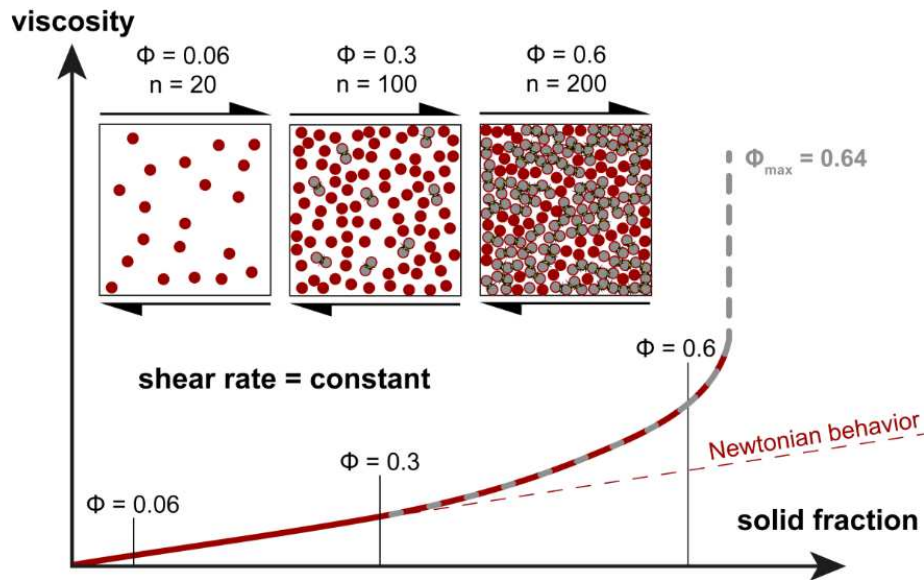 viscosity
Φ = 0.06
n = 20
Φ = 0.3
n = 100
Φ = 0.6
n = 200
Φmax = 0.64
shear rate = constant
Φ = 0.6
Φ = 0.3
Φ = 0.06
Newtonian behavior
solid fraction